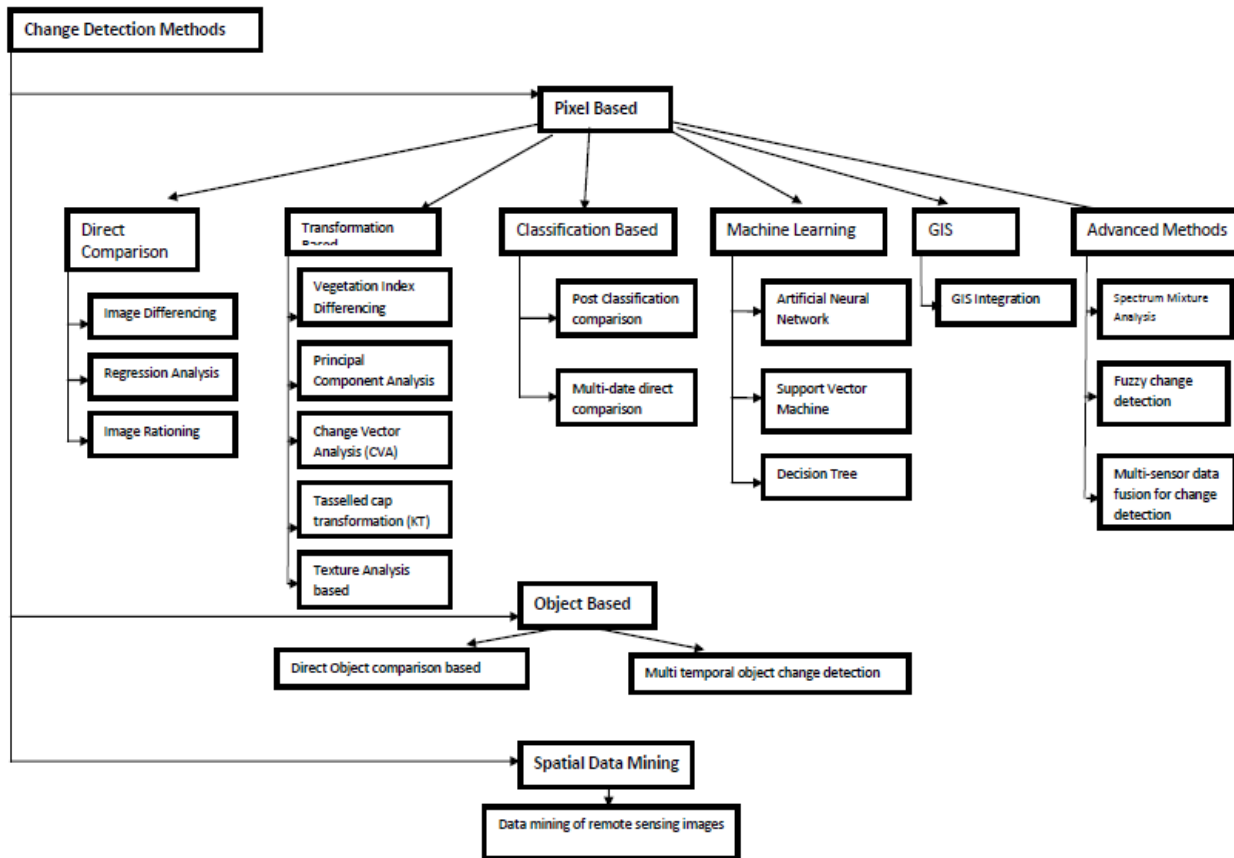 Change Detection Methods
Pixel Based
Direct
Comparison
Image Differencing
Regression Analysis
Image Rationing
Transformation
Based
Vegetation Index
Differencing
Principal
Component Analysis
Change Vector
Analysis (CVA)
Tasselled cap
transformation (KT)
Texture Analysis
based
Classification Based
Post Classification
comparison
Multi-date direct
comparison
Machine Learning
Artificial Neural
Network
Support Vector
Machine
Decision Tree
GIS
GIS Integration
Advanced Methods
Spectrum Mixture
Analysis
Fuzzy change
detection
Multi-sensor data
fusion for change
detection
Object Based
Direct Object comparison based
Multi temporal object change detection
Spatial Data Mining
Data mining of remote sensing images